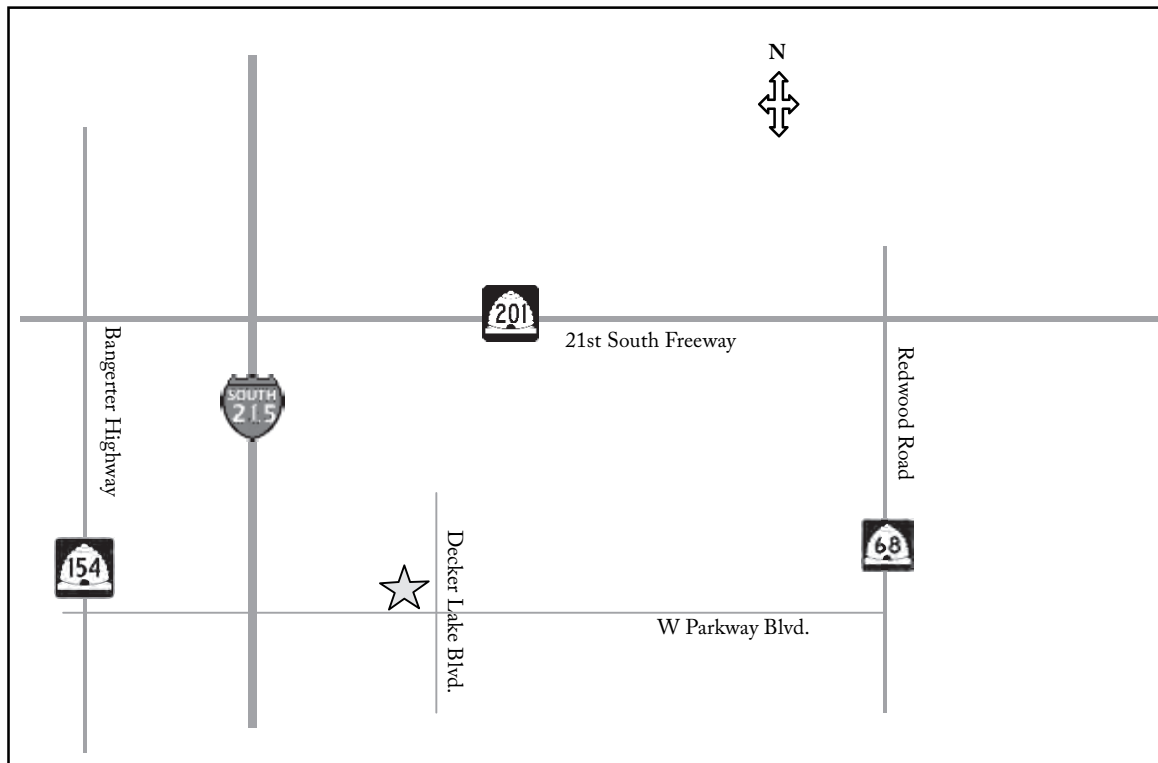 N
201
21st South Freeway
Bangerter Highway
Redwood Road
SOUTH
215
154
68
Decker Lake Blvd.
W Parkway Blvd.